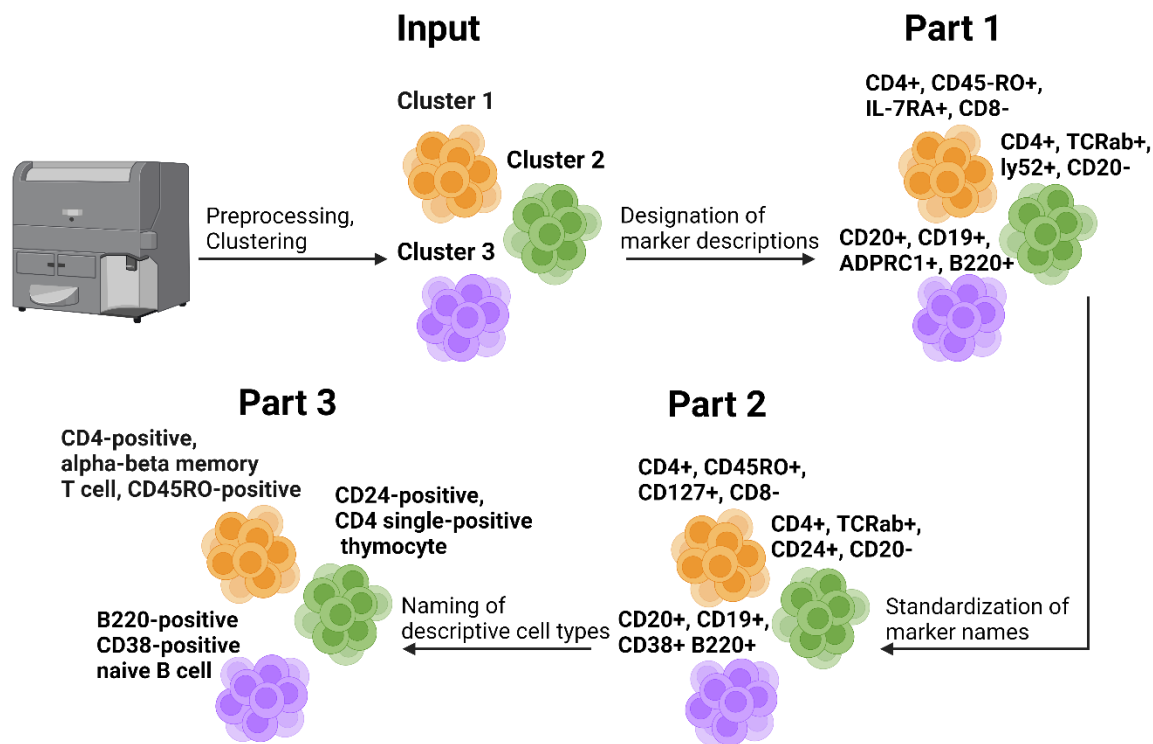 Input
Part 1
Cluster 1
Cluster 2
Cluster 3
Preprocessing,
Clustering
Designation of
marker descriptions
CD4+, CD45-RO+,
IL-7RA+, CD8-
CD4+, TCRab+,
ly52+, CD20-
CD20+, CD19+,
ADPRC1+, B220+
Part 3
Part 2
CD4-positive,
alpha-beta memory
T cell, CD45RO-positive
CD24-positive,
CD4 single-positive
thymocyte
B220-positive
CD38-positive
naive B cell
Naming of
descriptive cell types
CD4+, CD45RO+,
CD127+, CD8-
CD4+, TCRab+,
CD24+, CD20-
CD20+, CD19+,
CD38+ B220+
Standardization of
marker names